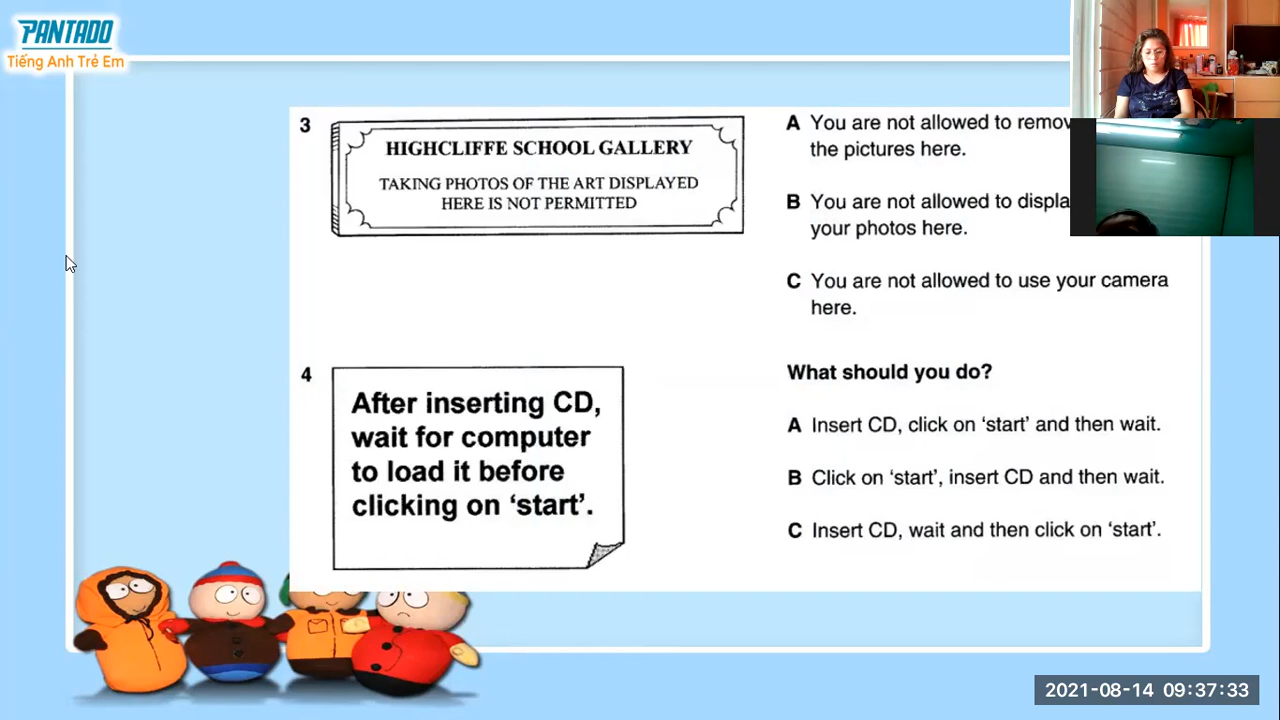 PANTADO
Tiếng Anh Trẻ Em
3
HIGHCLIFFE SCHOOL GALLERY
TAKING PHOTOS OF THE ART DISPLAYED
HERE IS NOT PERMITTED
A You are not allowed to
the pictures here.
B You are not allowed to
your photos here.
C You are not allowed to use your camera
here.
4
After inserting CD,
wait for computer
to load it before
clicking on ‘start’.
What should you do?
A Insert CD, click on ‘start’ and then wait.
B Click on ‘start’, insert CD and then wait.
C Insert CD, wait and then click on ‘start’.
2021-08-14 09:37:33